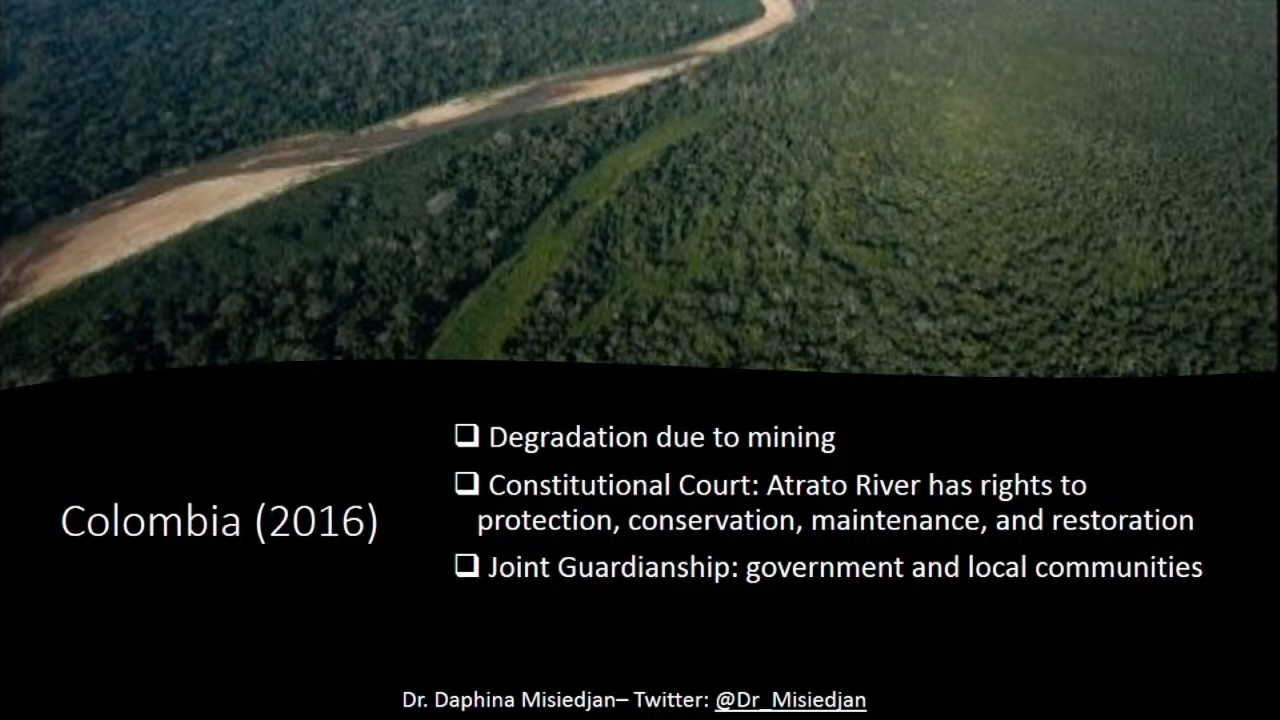 Colombia (2016)
❑ Degradation due to mining
❑ Constitutional Court: Atrato River has rights to
protection, conservation, maintenance, and restoration
❑ Joint Guardianship: government and local communities
Dr. Daphina Misiedjan– Twitter: @Dr_Misiedjan